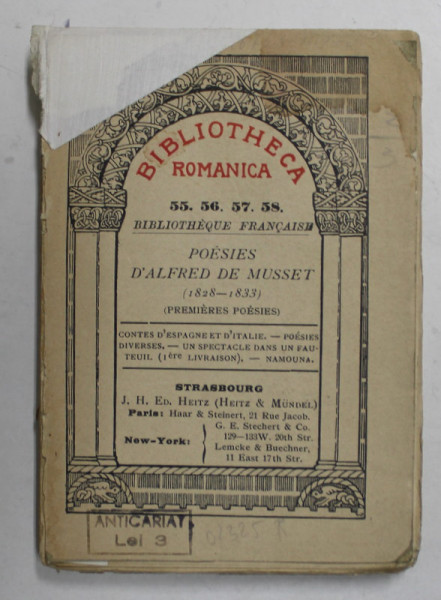 BIBLIOTHECA
ROMANICA
55. 56. 57. 58.
BIBLIOTHÈQUE FRANÇAISE
POÉSIES
D'ALFRED DE MUSSET
(1828—1833)
(PREMIÈRES POÉSIES)
CONTES D'ESPAGNE ET D'ITALIE. — POÉSIES
DIVERSES. — UN SPECTACLE DANS UN FAU-
TEUIL. (1ère LIVRAISON). — NAMOUNA.
STRASBOURG
J. H. ED. HEITZ (HEITZ & MÜNDEL)
Paris: Haar & Steinert, 21 Rue Jacob.
G. E. Stechert & Co.
New-York: 129—133W. 20th Str.
Lemcke & Buechner,
11 East 17th Str.
ANTICARIAT
Lei 3